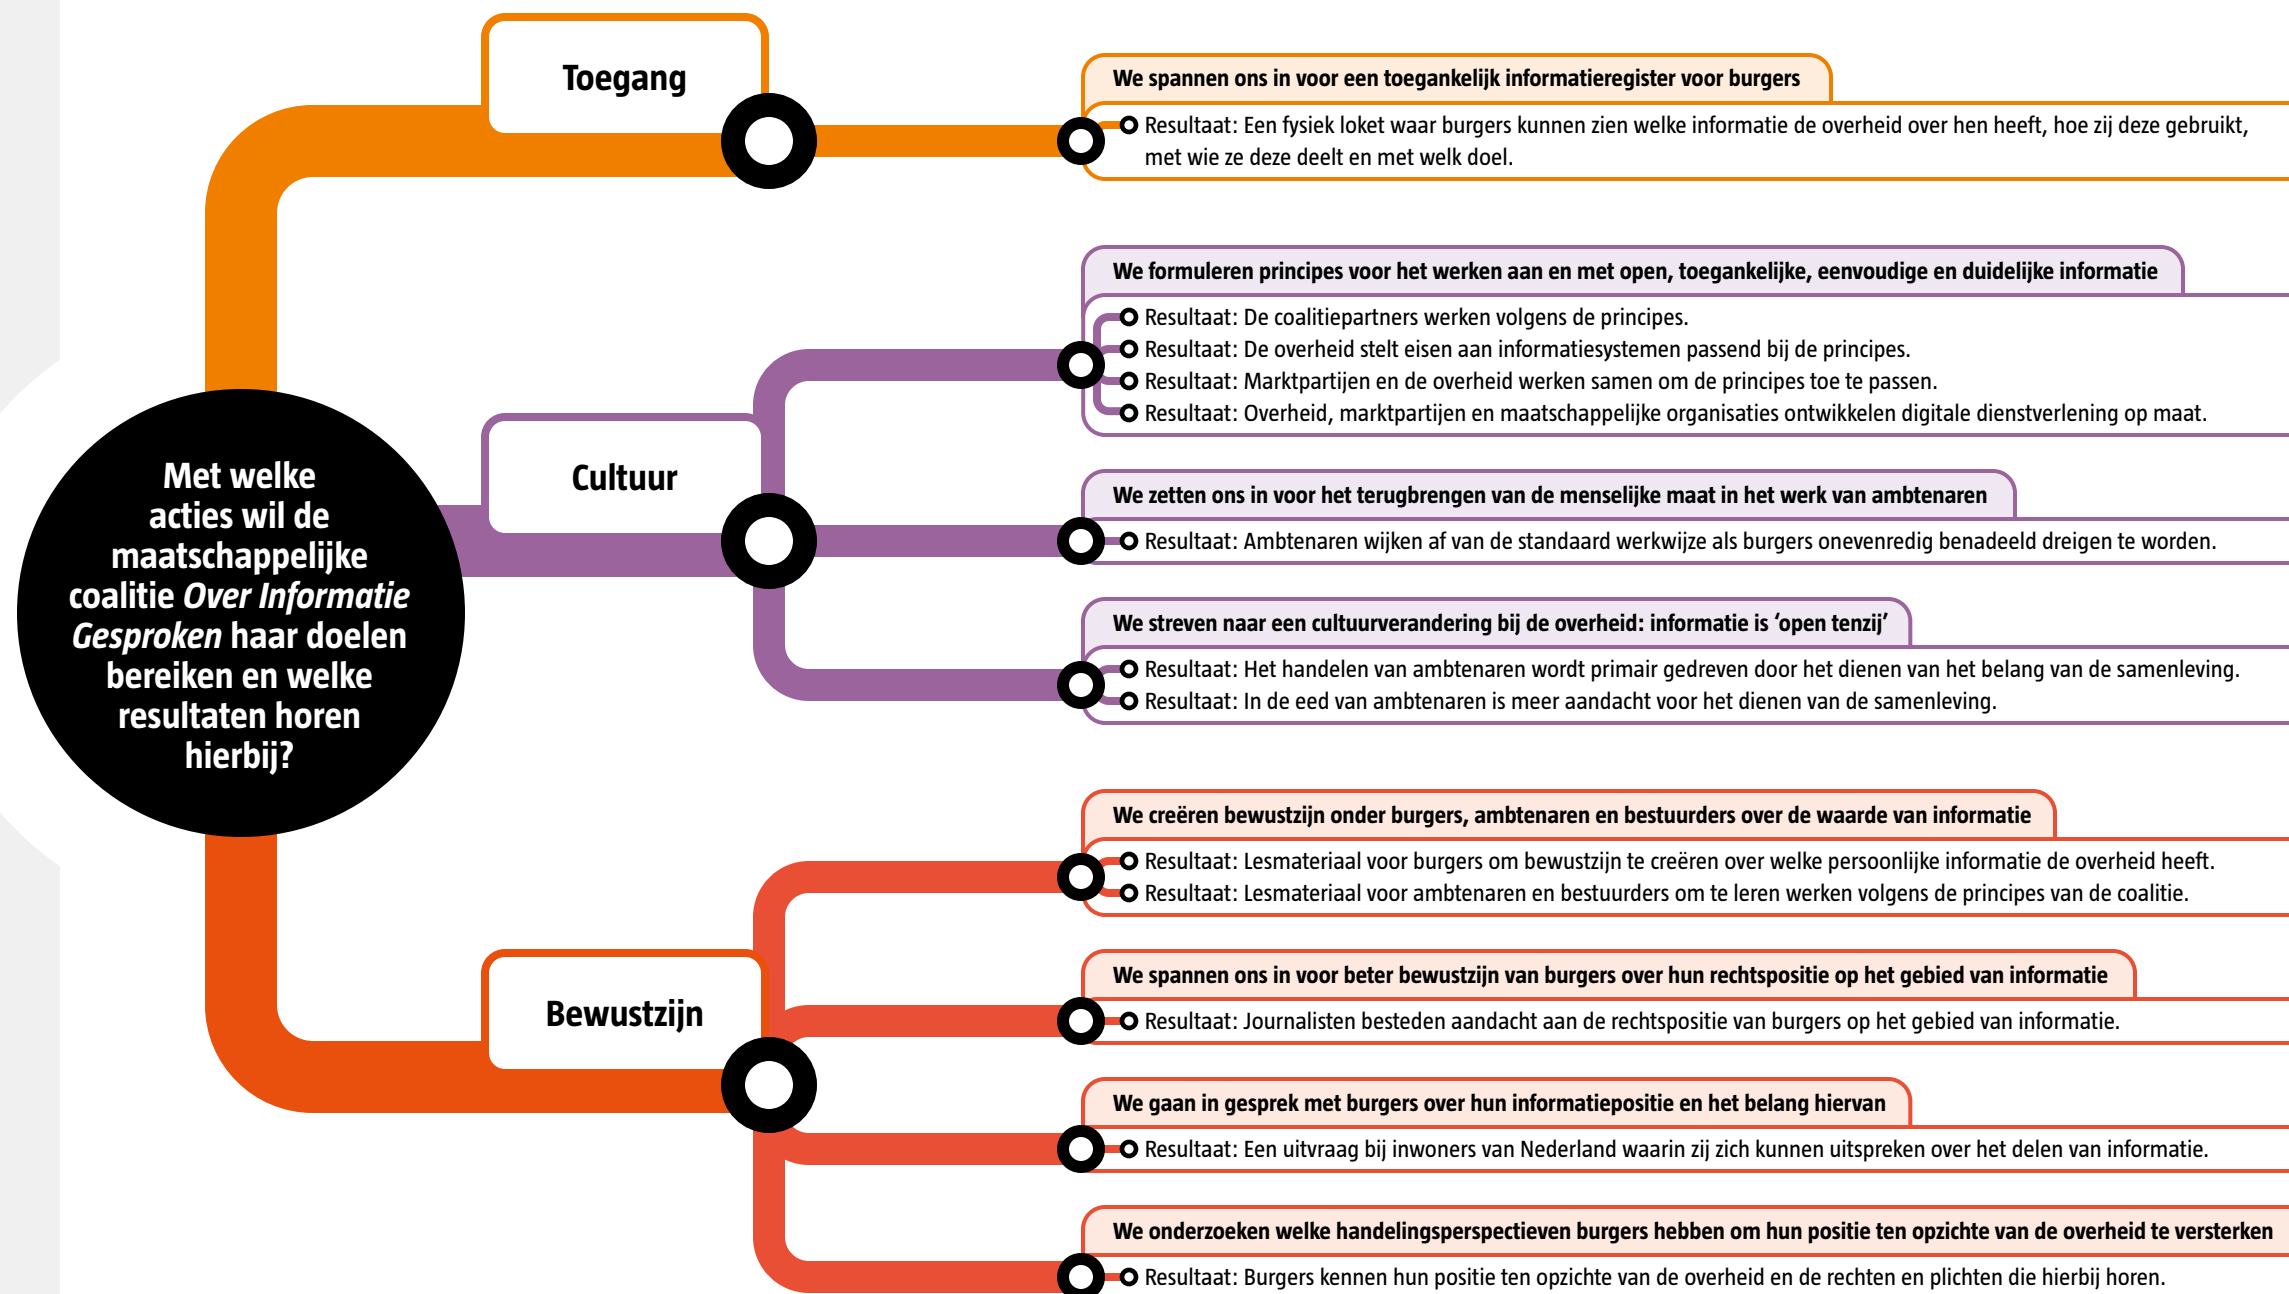 Met welke
acties wil de
maatschappelijke
coalitie Over Informatie
Gesproken haar doelen
bereiken en welke
resultaten horen
hierbij?
Toegang
We spannen ons in voor een toegankelijk informatieregister voor burgers
Resultaat: Een fysiek loket waar burgers kunnen zien welke informatie de overheid over hen heeft, hoe zij deze gebruikt,
met wie ze deze deelt en met welk doel.
Cultuur
We formuleren principes voor het werken aan en met open, toegankelijke, eenvoudige en duidelijke informatie
Resultaat: De coalitiepartners werken volgens de principes.
Resultaat: De overheid stelt eisen aan informatiesystemen passend bij de principes.
Resultaat: Marktpartijen en de overheid werken samen om de principes toe te passen.
Resultaat: Overheid, marktpartijen en maatschappelijke organisaties ontwikkelen digitale dienstverlening op maat.
We zetten ons in voor het terugbrengen van de menselijke maat in het werk van ambtenaren
Resultaat: Ambtenaren wijken af van de standaard werkwijze als burgers onevenredig benadeeld dreigen te worden.
We streven naar een cultuurverandering bij de overheid: informatie is ‘open tenzij’
Resultaat: Het handelen van ambtenaren wordt primair gedreven door het dienen van het belang van de samenleving.
Resultaat: In de eed van ambtenaren is meer aandacht voor het dienen van de samenleving.
Bewustzijn
We creëren bewustzijn onder burgers, ambtenaren en bestuurders over de waarde van informatie
Resultaat: Lesmateriaal voor burgers om bewustzijn te creëren over welke persoonlijke informatie de overheid heeft.
Resultaat: Lesmateriaal voor ambtenaren en bestuurders om te leren werken volgens de principes van de coalitie.
We spannen ons in voor beter bewustzijn van burgers over hun rechtspositie op het gebied van informatie
Resultaat: Journalisten besteden aandacht aan de rechtspositie van burgers op het gebied van informatie.
We gaan in gesprek met burgers over hun informatiepositie en het belang hiervan
Resultaat: Een uitvraag bij inwoners van Nederland waarin zij zich kunnen uitspreken over het delen van informatie.
We onderzoeken welke handelingsperspectieven burgers hebben om hun positie ten opzichte van de overheid te versterken
Resultaat: Burgers kennen hun positie ten opzichte van de overheid en de rechten en plichten die hierbij horen.